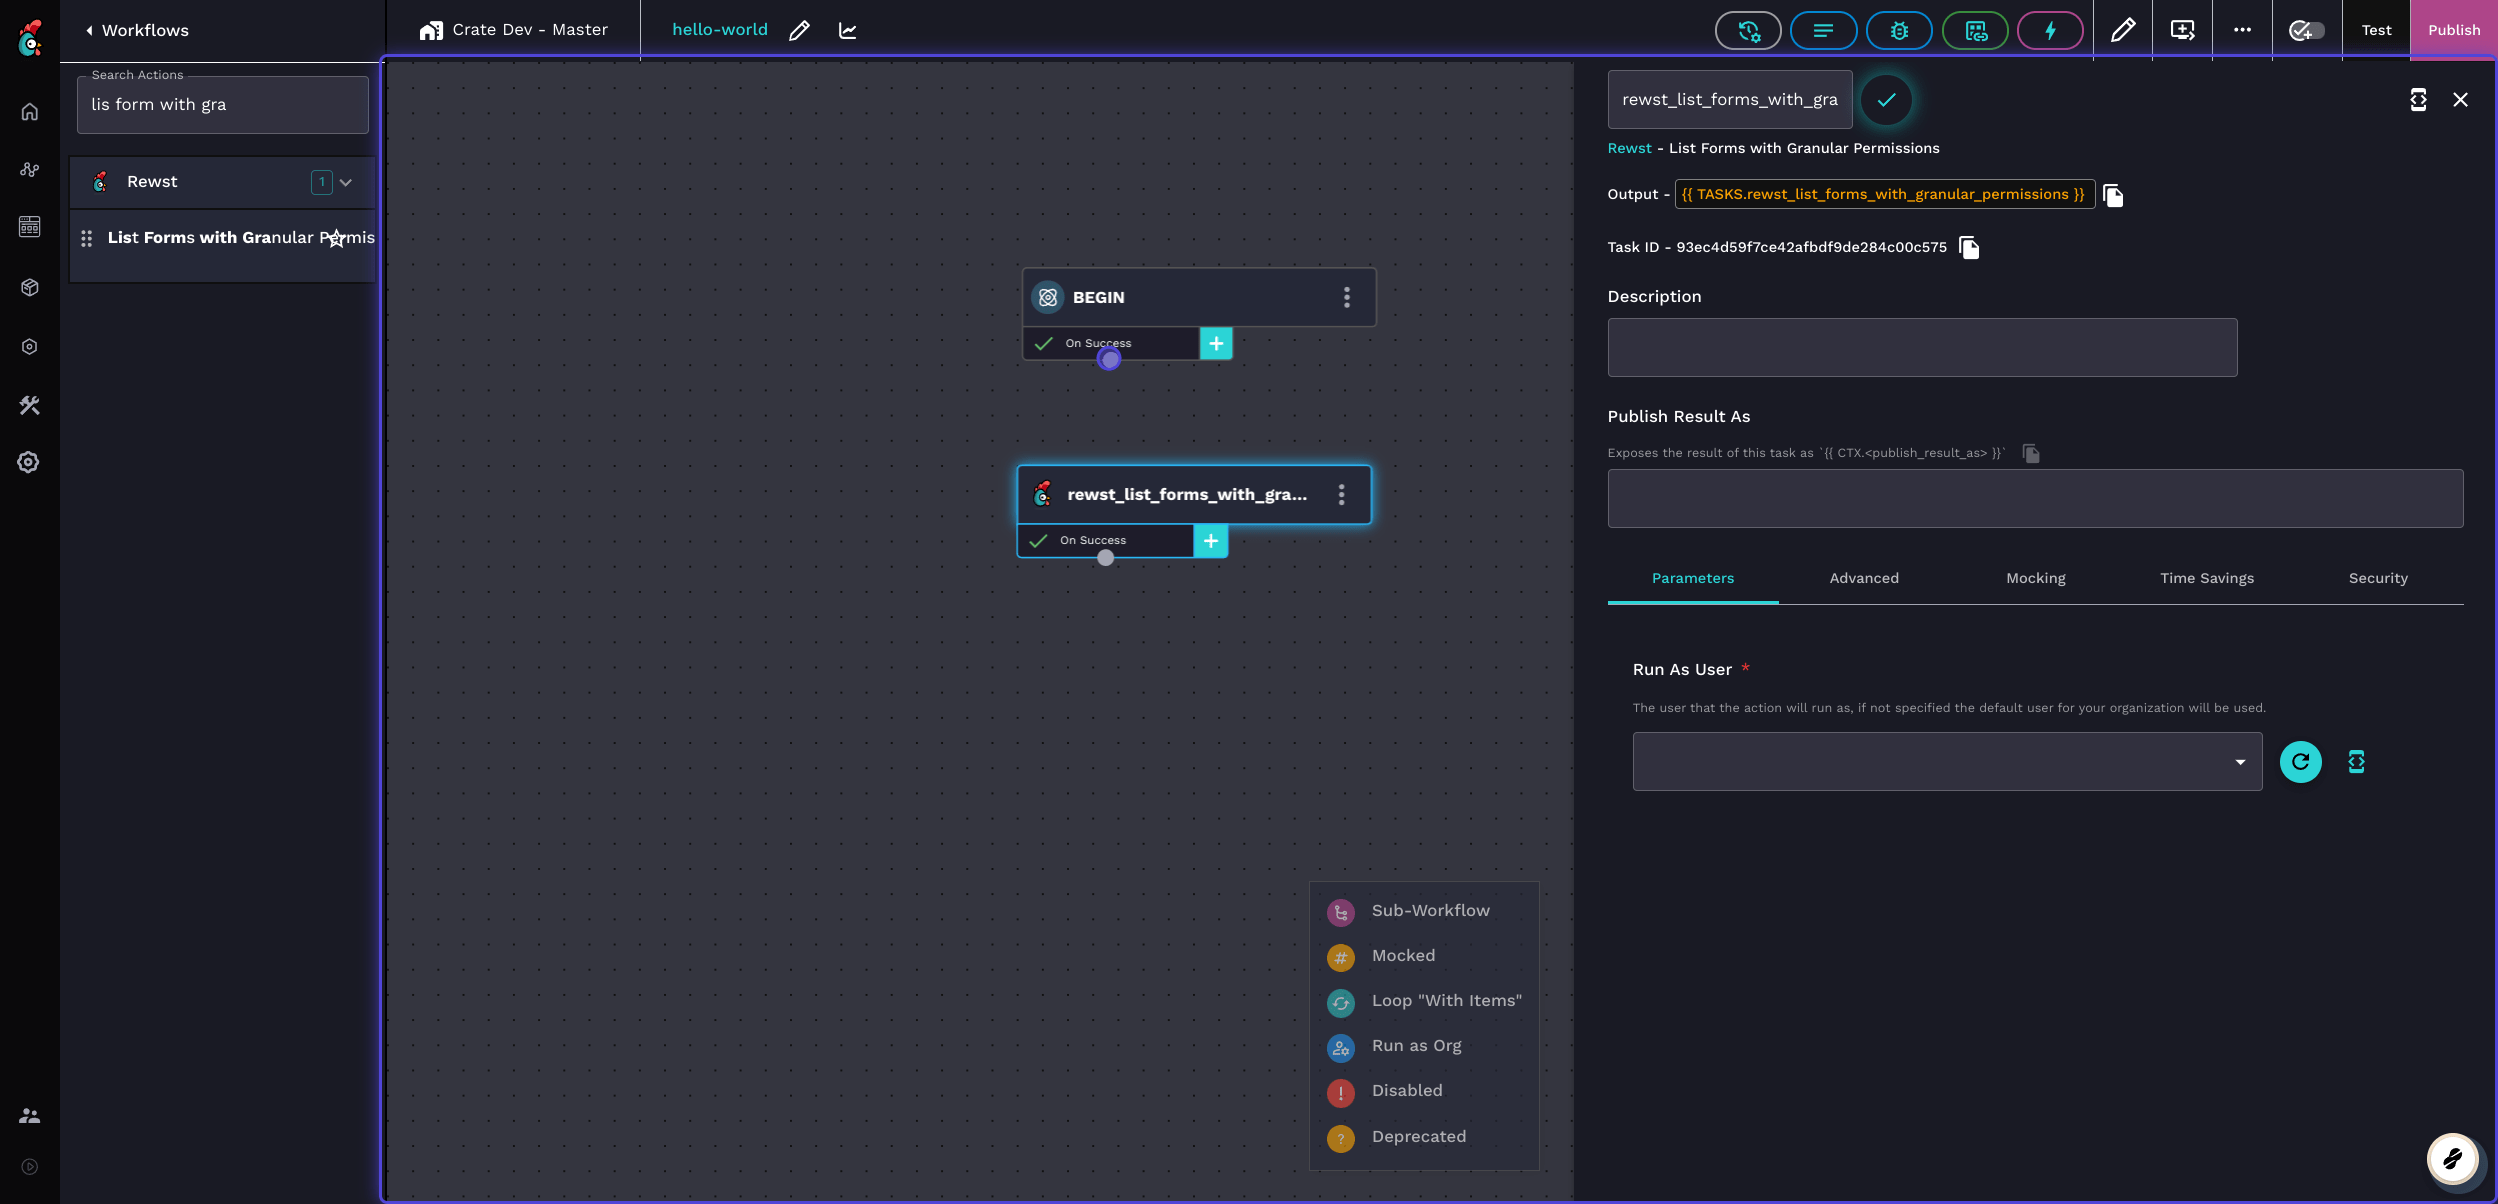 Workflows
Crate Dev - Master
hello-world
Test
Publish
Search Actions
lis form with gra
Rewst
1
List Forms with Granular Permis
BEGIN
On Success
rewst_list_forms_with_gra...
On Success
Sub-Workflow
Mocked
Loop "With Items"
Run as Org
Disabled
Deprecated
rewst_list_forms_with_gra
Rewst - List Forms with Granular Permissions
Output - {{ TASKS.rewst_list_forms_with_granular_permissions }}
Task ID - 93ec4d59f7ce42afbdf9de284c00c575
Description
Publish Result As
Exposes the result of this task as `{{ CTX.<publish_result_as> }}`
Parameters
Advanced
Mocking
Time Savings
Security
Run As User *
The user that the action will run as, if not specified the default user for your organization will be used.